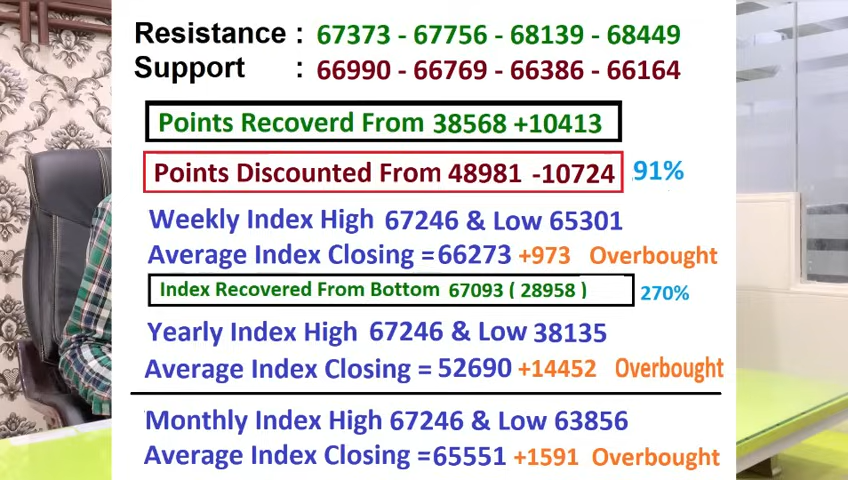 Resistance : 67373 - 67756 - 68139 - 68449
Support : 66990 - 66769 - 66386 - 66164
Points Recoverd From 38568 +10413
Points Discounted From 48981 -10724 91%
Weekly Index High 67246 & Low 65301
Average Index Closing = 66273 +973 Overbought
Index Recovered From Bottom 67093 ( 28958 ) 270%
Yearly Index High 67246 & Low 38135
Average Index Closing = 52690 +14452 Overbought
Monthly Index High 67246 & Low 63856
Average Index Closing =65551 +1591 Overbought